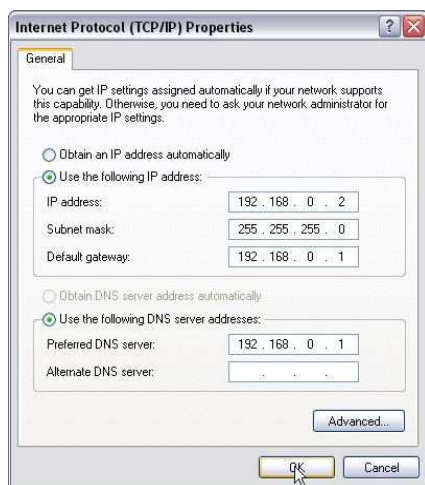 Internet Protocol (TCP/IP) Properties
General
You can get IP settings assigned automatically if your network supports
this capability. Otherwise, you need to ask your network administrator for
the appropriate IP settings.
Obtain an IP address automatically
Use the following IP address:
IP address: 192 . 168 . 0 . 2
Subnet mask: 255 . 255 . 255 . 0
Default gateway: 192 . 168 . 0 . 1
Obtain DNS server address automatically
Use the following DNS server addresses:
Preferred DNS server: 192 . 168 . 0 . 1
Alternate DNS server: . . .
Advanced...
OK Cancel